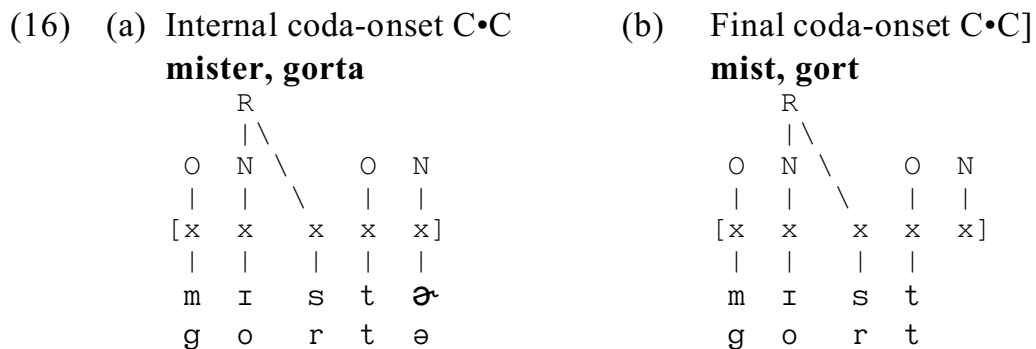 (16) (a) Internal coda-onset C•C (b) Final coda-onset C•C]
mister, gorta mist, gort
R R
O N O N O N O N
[x x x x x] [x x x x x]
m ɪ s t ɚ m ɪ s t
g o r t ə g o r t